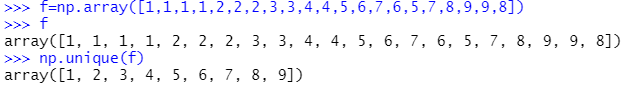 >>> f=np.array([1,1,1,1,2,2,2,3,3,4,4,5,6,7,6,5,7,8,9,9,8])
>>> f
array([1, 1, 1, 1, 2, 2, 2, 3, 3, 4, 4, 5, 6, 7, 6, 5, 7, 8, 9, 9, 8])
>>> np.unique(f)
array([1, 2, 3, 4, 5, 6, 7, 8, 9])